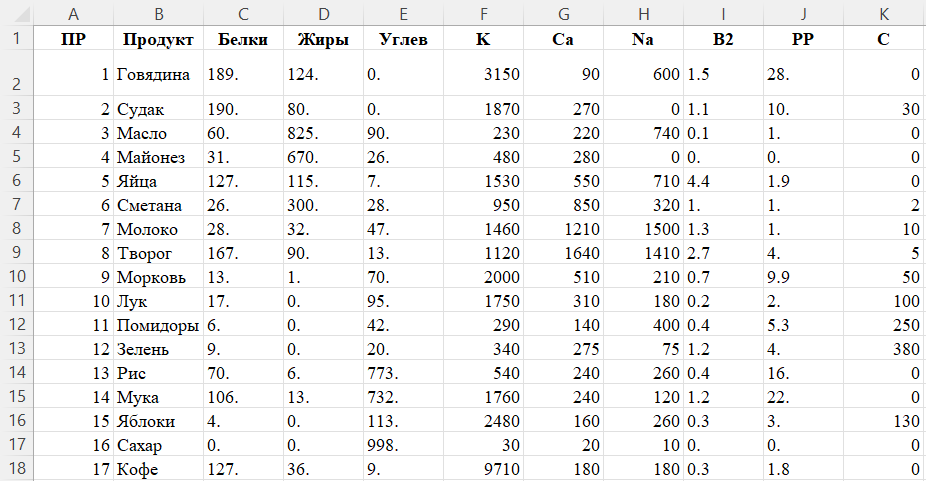 A B C D E F G H I J K
1 ПР Продукт Белки Жиры Углев K Ca Na B2 PP C
2 1 Говядина 189. 124. 0. 3150 90 600 1.5 28. 0
3 2 Судак 190. 80. 0. 1870 270 0 1.1 10. 30
4 3 Масло 60. 825. 90. 230 220 740 0.1 1. 0
5 4 Майонез 31. 670. 26. 480 280 0 0. 0. 0
6 5 Яйца 127. 115. 7. 1530 550 710 4.4 1.9 0
7 6 Сметана 26. 300. 28. 950 850 320 1. 1. 2
8 7 Молоко 28. 32. 47. 1460 1210 1500 1.3 1. 10
9 8 Творог 167. 90. 13. 1120 1640 1410 2.7 4. 5
10 9 Морковь 13. 1. 70. 2000 510 210 0.7 9.9 50
11 10 Лук 17. 0. 95. 1750 310 180 0.2 2. 100
12 11 Помидоры 6. 0. 42. 290 140 400 0.4 5.3 250
13 12 Зелень 9. 0. 20. 340 275 75 1.2 4. 380
14 13 Рис 70. 6. 773. 540 240 260 0.4 16. 0
15 14 Мука 106. 13. 732. 1760 240 120 1.2 22. 0
16 15 Яблоки 4. 0. 113. 2480 160 260 0.3 3. 130
17 16 Сахар 0. 0. 998. 30 20 10 0. 0. 0
18 17 Кофе 127. 36. 9. 9710 180 180 0.3 1.8 0